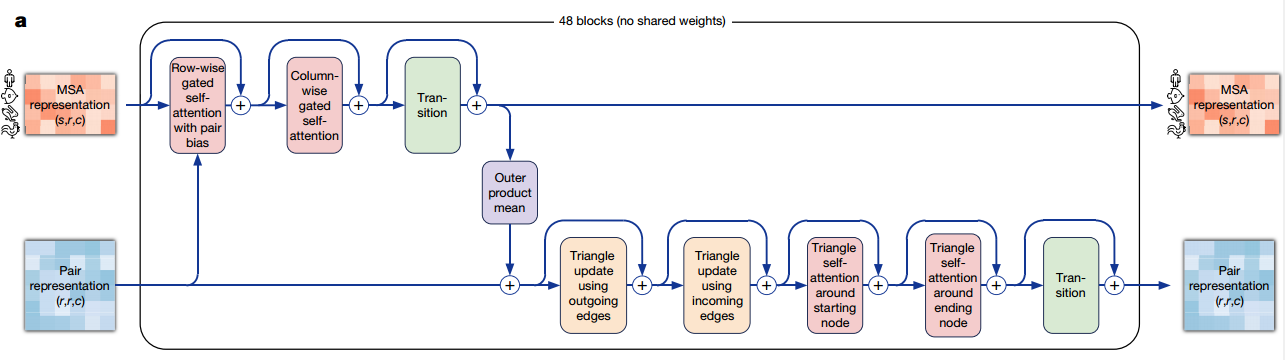 a
48 blocks (no shared weights)
MSA
representation
(s,r,c)
Row-wise
gated
self-
attention
with pair
bias
+
Column-
wise
gated
self-
attention
+
Tran-
sition
+
MSA
representation
(s,r,c)
Outer
product
mean
Pair
representation
(r,r,c)
+
Triangle
update
using
outgoing
edges
+
Triangle
update
using
incoming
edges
+
Triangle
self-
attention
around
starting
node
+
Triangle
self-
attention
around
ending
node
+
Tran-
sition
+
Pair
representation
(r,r,c)